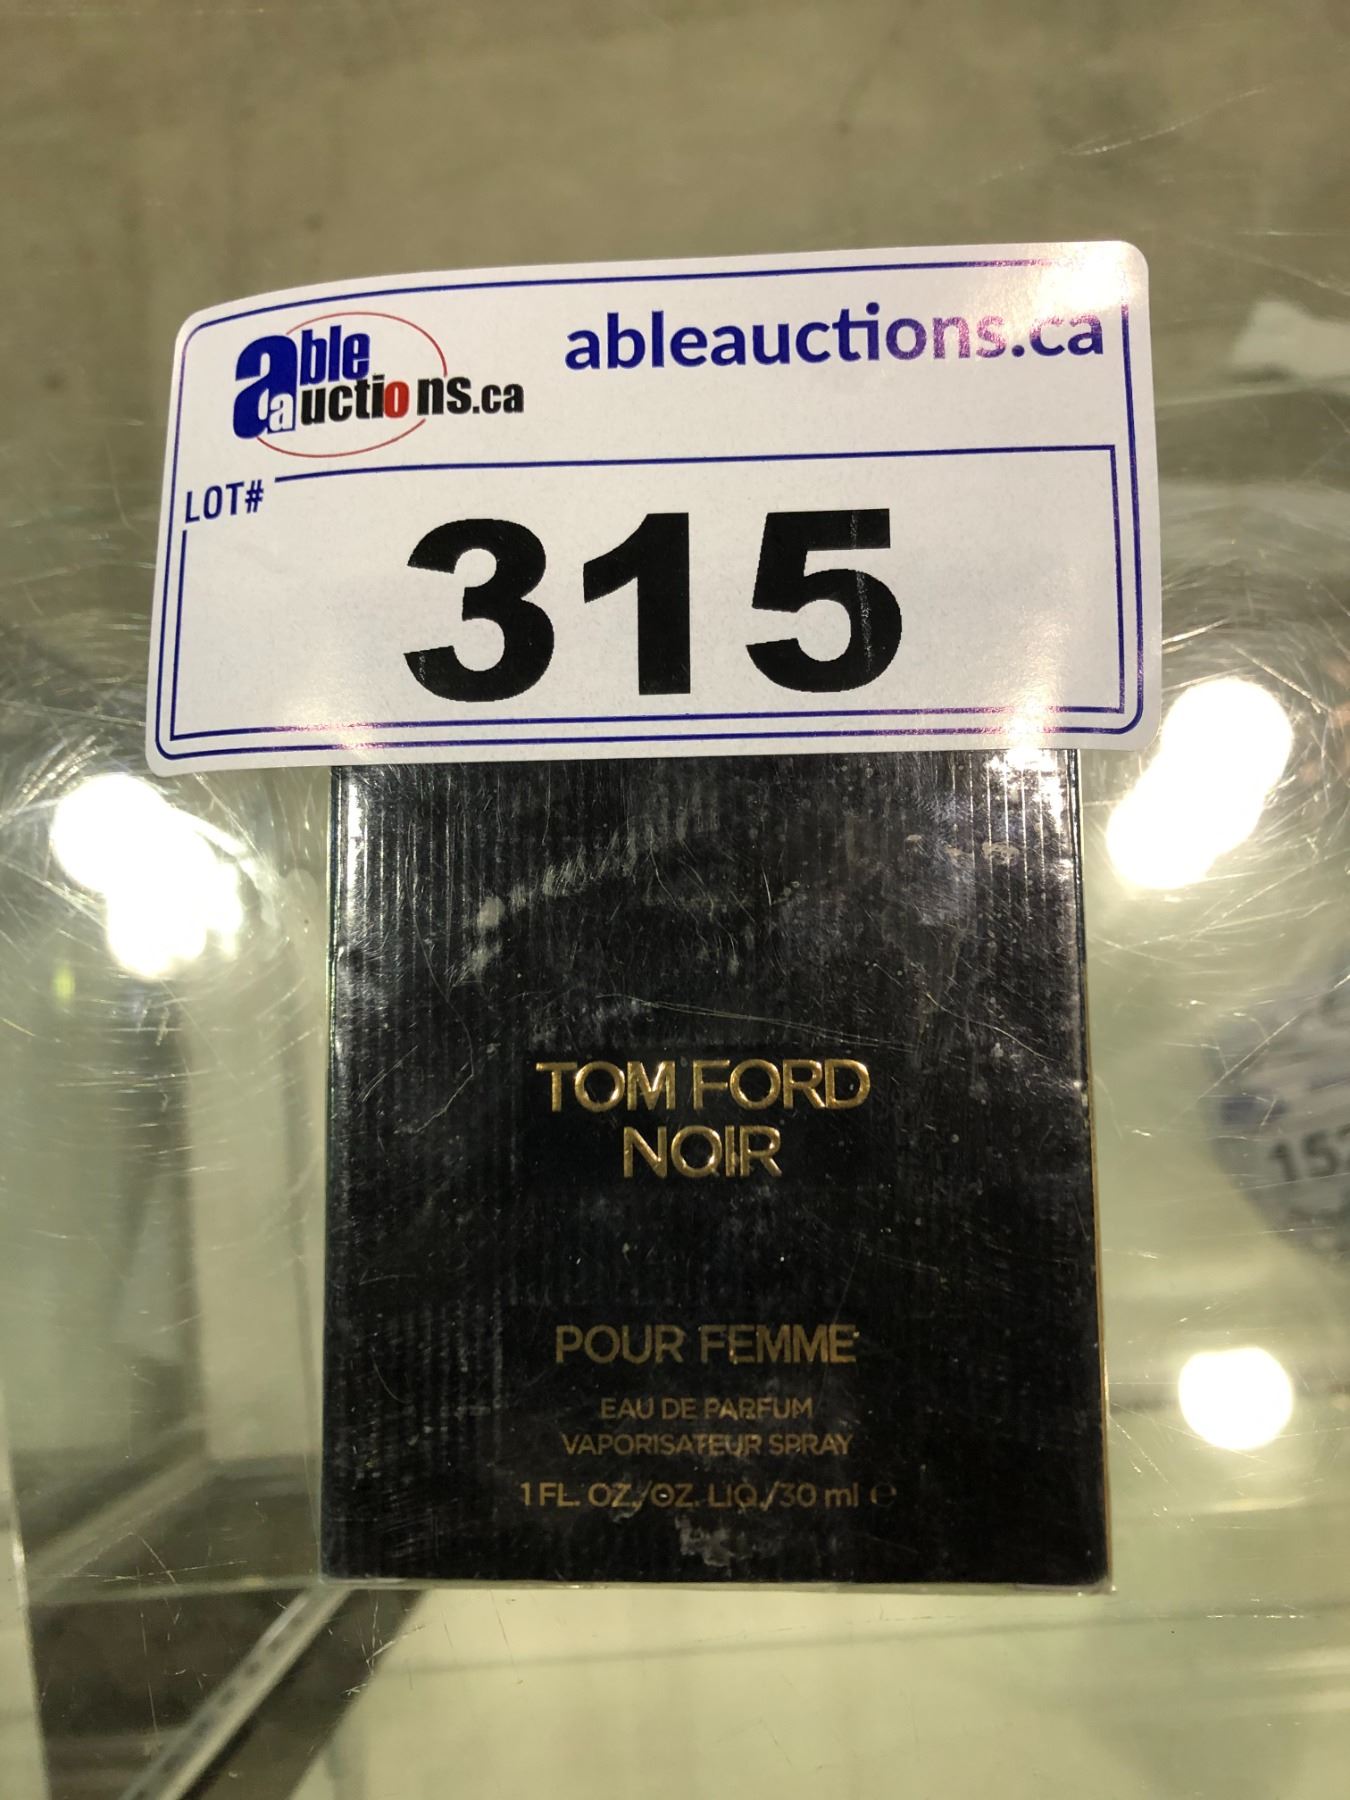 able auctions.ca
ableauctions.ca
LOT#
315
TOM FORD
NOIR
POUR FEMME
EAU DE PARFUM
VAPORISATEUR SPRAY
1 FL. OZ./OZ. LIQ./30 ml ℮
152